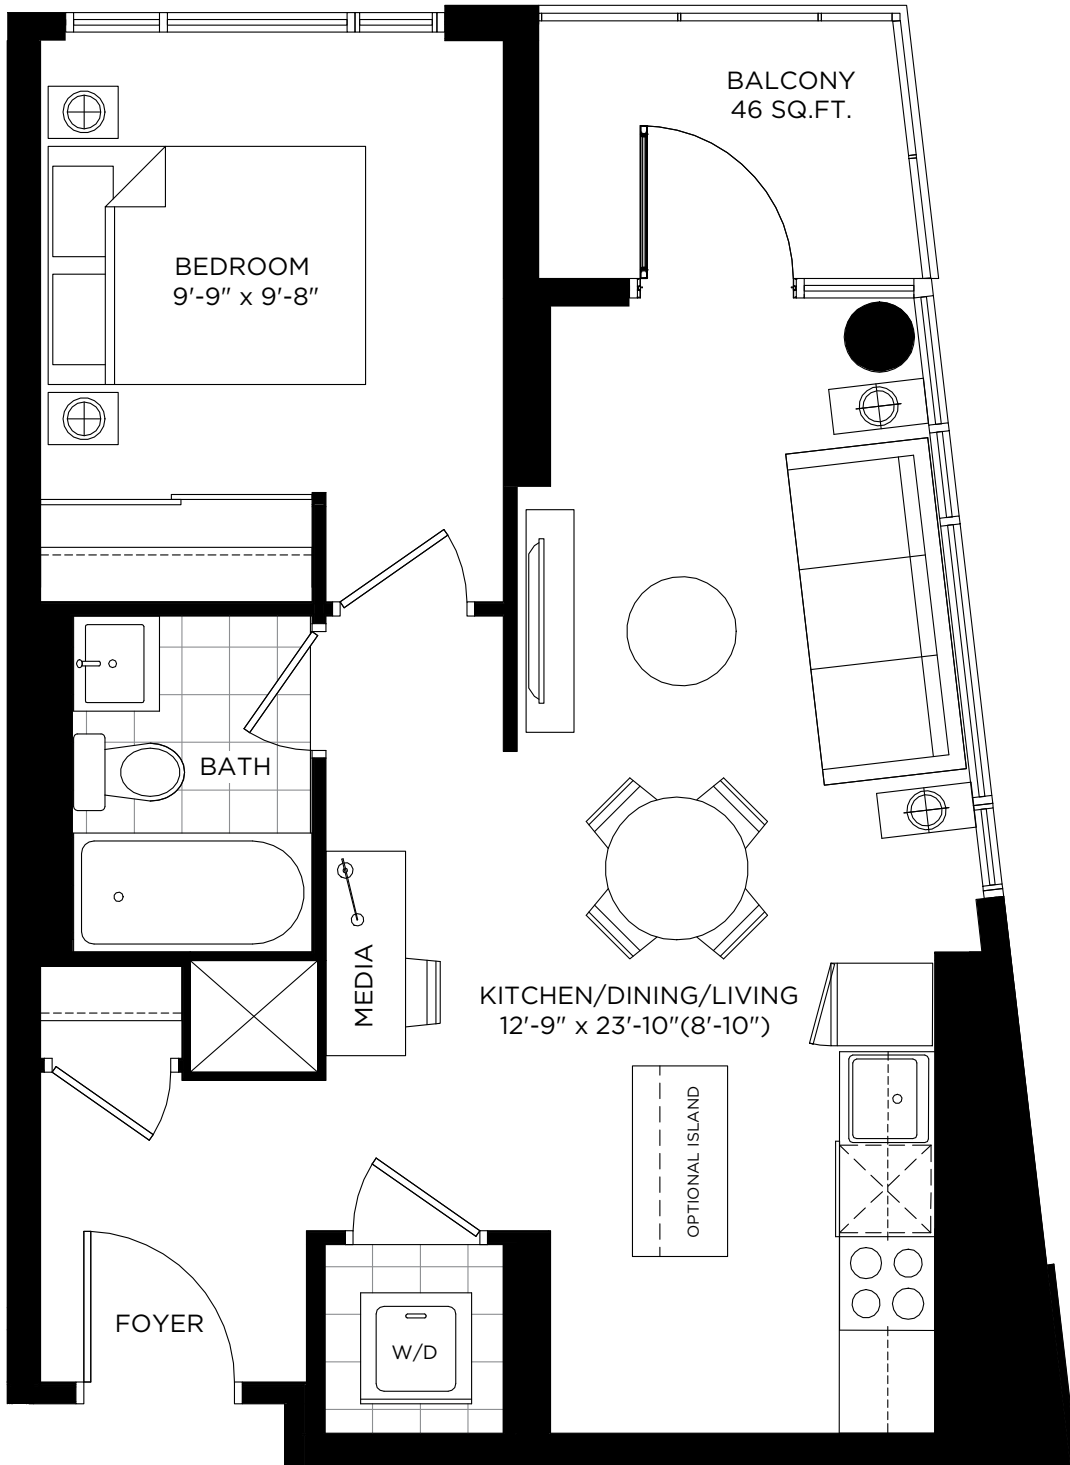 BALCONY
46 SQ.FT.
BEDROOM
9'-9" x 9'-8"
BATH
MEDIA
KITCHEN/DINING/LIVING
12'-9" x 23'-10"(8'-10")
OPTIONAL ISLAND
FOYER
W/D